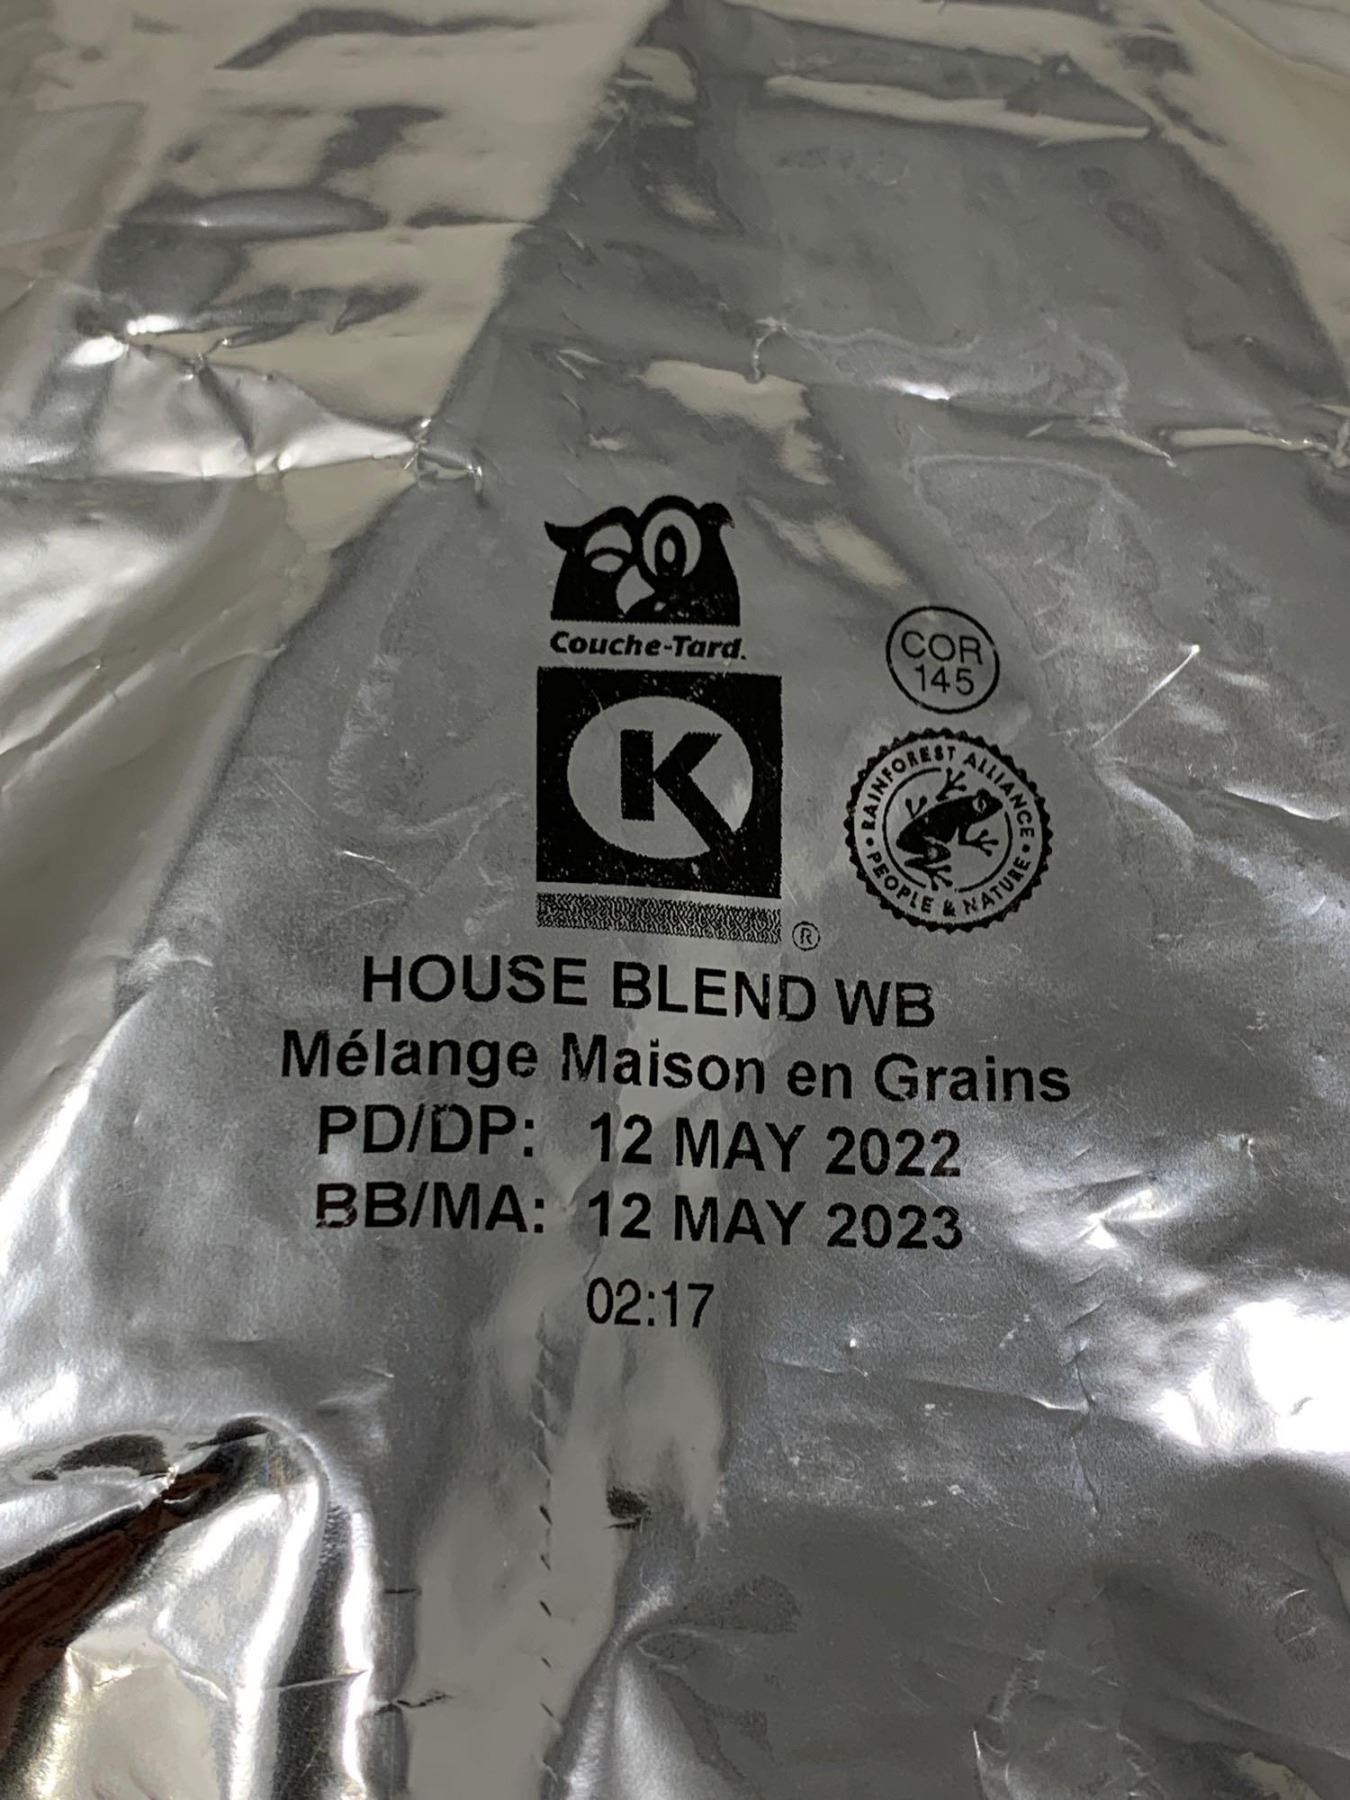 Couche-Tard.
K
®
COR
145
RAINFOREST ALLIANCE
PEOPLE & NATURE
HOUSE BLEND WB
Mélange Maison en Grains
PD/DP: 12 MAY 2022
BB/MA: 12 MAY 2023
02:17